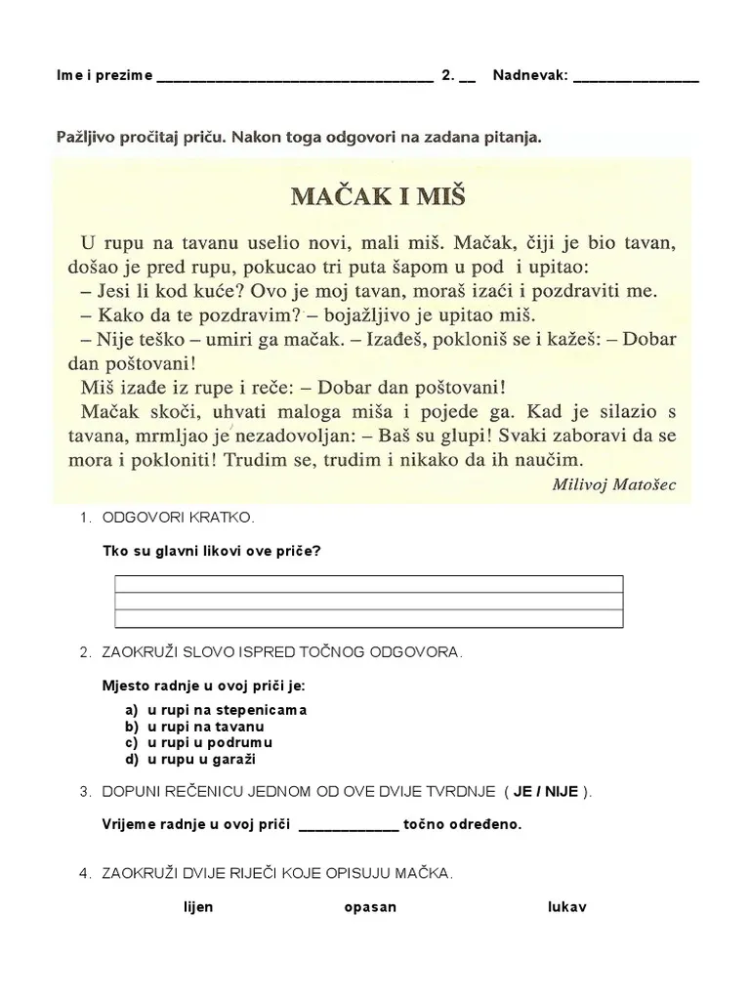 Ime i prezime _________________________________ 2. __ Nadnevak: _______________
Pažljivo pročitaj priču. Nakon toga odgovori na zadana pitanja.
MAČAK I MIŠ
U rupu na tavanu uselio novi, mali miš. Mačak, čiji je bio tavan,
došao je pred rupu, pokucao tri puta šapom u pod i upitao:
– Jesi li kod kuće? Ovo je moj tavan, moraš izaći i pozdraviti me.
– Kako da te pozdravim? – bojažljivo je upitao miš.
– Nije teško – umiri ga mačak. – Izađeš, pokloniš se i kažeš: – Dobar
dan poštovani!
Miš izađe iz rupe i reče: – Dobar dan poštovani!
Mačak skoči, uhvati maloga miša i pojede ga. Kad je silazio s
tavana, mrmljao je nezadovoljan: – Baš su glupi! Svaki zaboravi da se
mora i pokloniti! Trudim se, trudim i nikako da ih naučim.
Milivoj Matošec
1. ODGOVORI KRATKO.
Tko su glavni likovi ove priče?
2. ZAOKRUŽI SLOVO ISPRED TOČNOG ODGOVORA.
Mjesto radnje u ovoj priči je:
a) u rupi na stepenicama
b) u rupi na tavanu
c) u rupi u podrumu
d) u rupu u garaži
3. DOPUNI REČENICU JEDNOM OD OVE DVIJE TVRDNJE ( JE / NIJE ).
Vrijeme radnje u ovoj priči ____________ točno određeno.
4. ZAOKRUŽI DVIJE RIJEČI KOJE OPISUJU MAČKA.
lijen opasan lukav